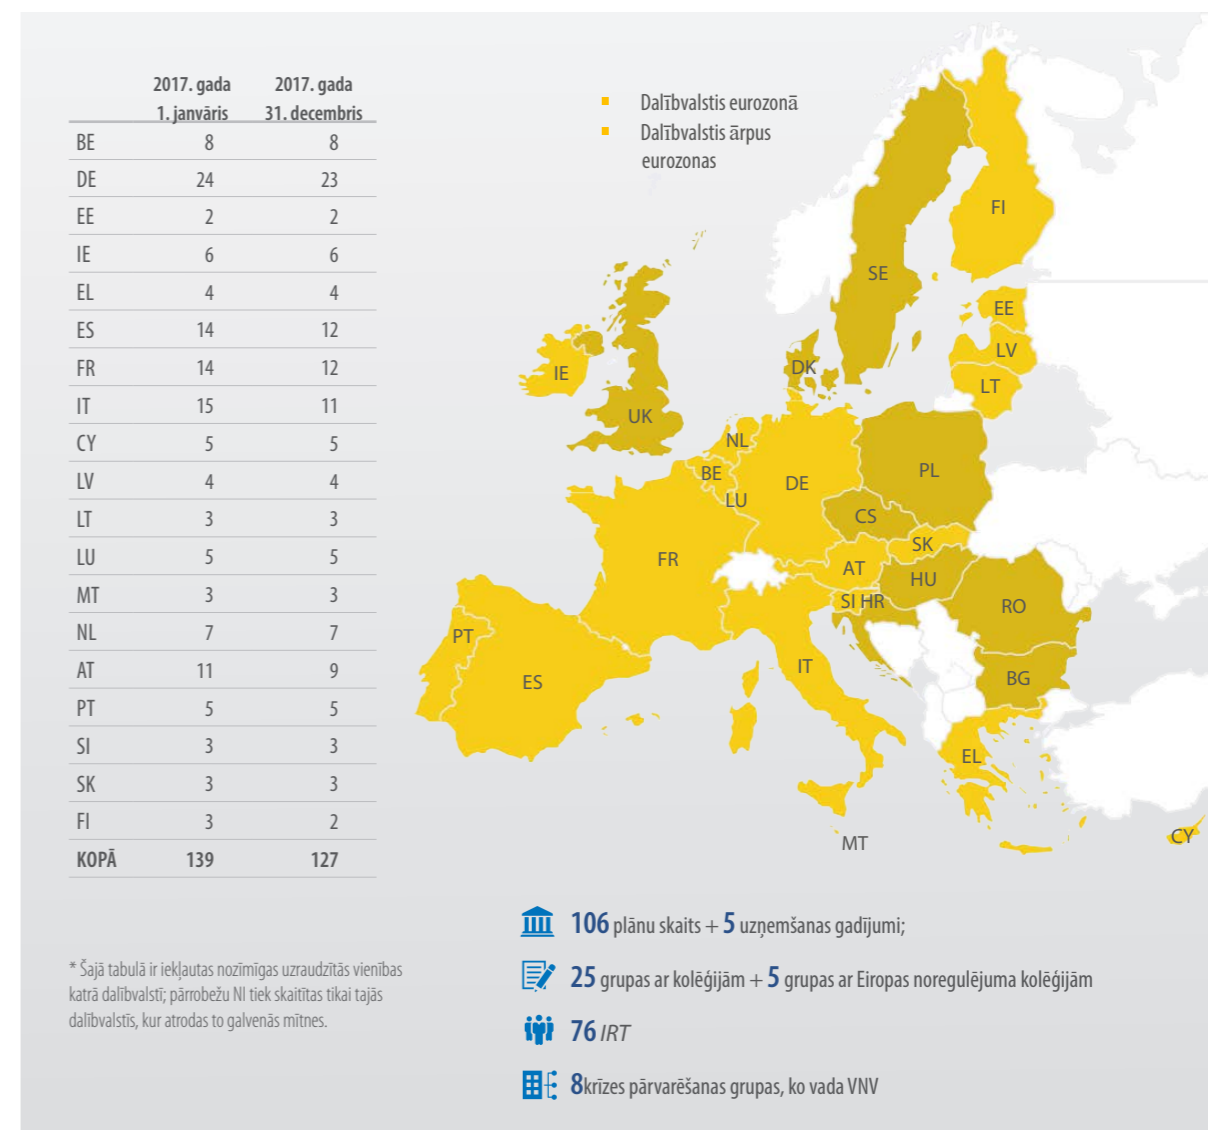 2017. gada 2017. gada
1. janvāris 31. decembris
BE 8 8
DE 24 23
EE 2 2
IE 6 6
EL 4 4
ES 14 12
FR 14 12
IT 15 11
CY 5 5
LV 4 4
LT 3 3
LU 5 5
MT 3 3
NL 7 7
AT 11 9
PT 5 5
SI 3 3
SK 3 3
FI 3 2
KOPĀ 139 127
* Šajā tabulā ir iekļautas nozīmīgas uzraudzītās vienības
katrā dalībvalstī; pārrobežu NI tiek skaitītas tikai tajās
dalībvalstīs, kur atrodas to galvenās mītnes.
Dalībvalstis eurozonā
Dalībvalstis ārpus
eurozonas
FI
SE
EE
LV
DK
IE
LT
UK
NL
PL
BE
DE
LU
CS
SK
FR
AT
HU
SI HR
RO
PT
IT
BG
ES
EL
CY
MT
106 plānu skaits + 5 uzņemšanas gadījumi;
25 grupas ar kolēģijām + 5 grupas ar Eiropas noregulējuma kolēģijām
76 IRT
8krīzes pārvarēšanas grupas, ko vada VNV